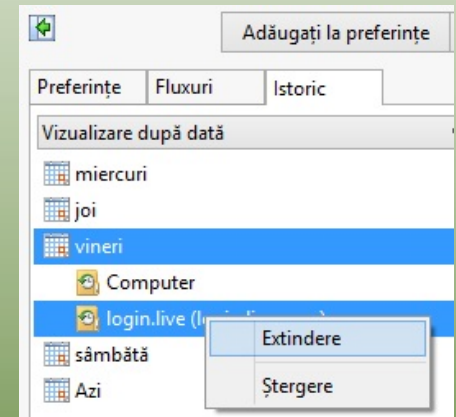 Adăugați la preferințe
Preferințe Fluxuri Istoric
Vizualizare după dată
miercuri
joi
vineri
Computer
login.live
Extindere
sâmbătă
Ștergere
Azi